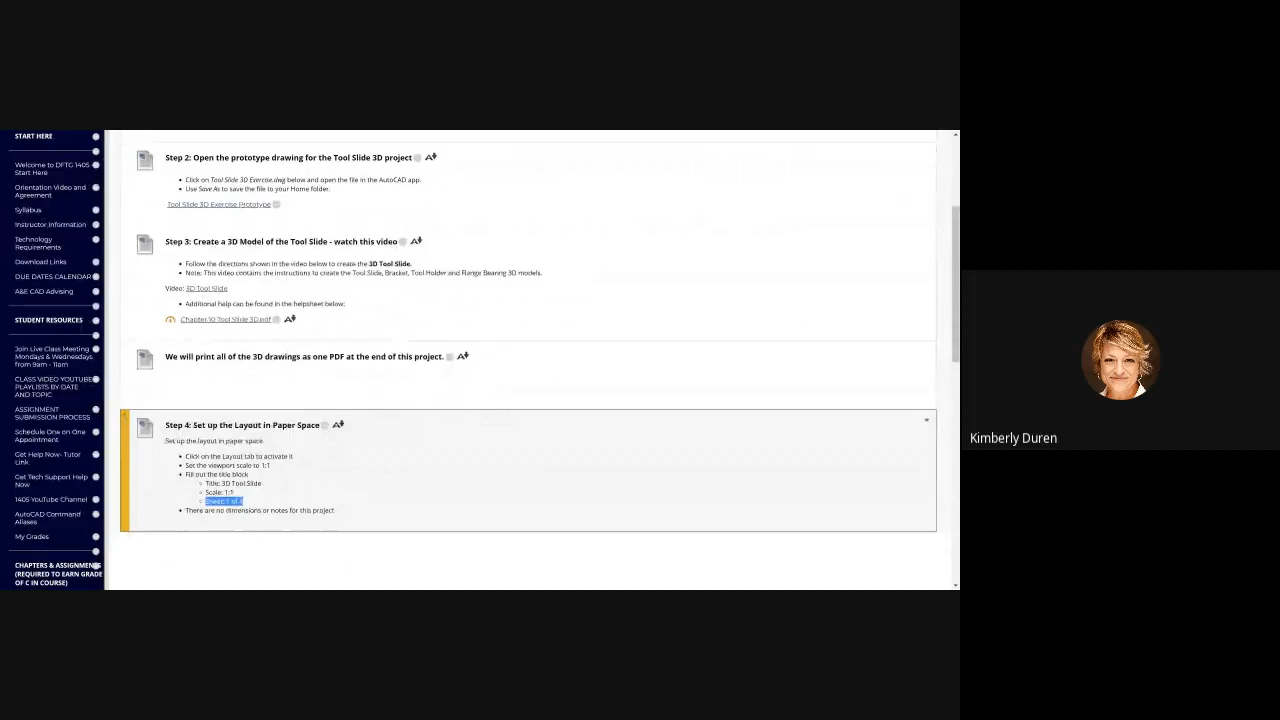 START HERE
Welcome to DFTG 1405
Start Here
Orientation Video and
Agreement
Syllabus
Instructor Information
Technology
Requirements
Download Links
DUE DATES CALENDAR
A&E CAD Advising
STUDENT RESOURCES
Join Live Class Meeting
Mondays & Wednesdays
from 9am - 11am
CLASS VIDEO YOUTUBE
PLAYLISTS BY DATE
AND TOPIC
ASSIGNMENT
SUBMISSION PROCESS
Schedule One on One
Appointment
Get Help Now- Tutor
Link
Get Tech Support Help
Now
1405 YouTube Channel
AutoCAD Command
Aliases
My Grades
CHAPTERS & ASSIGNMENTS
(REQUIRED TO EARN GRADE
OF C IN COURSE)
Step 2: Open the prototype drawing for the Tool Slide 3D project
Click on Tool Slide 3D Exercise.dwg below and open the file in the AutoCAD app.
Use Save As to save the file to your Home folder.
Tool Slide 3D Exercise Prototype
Step 3: Create a 3D Model of the Tool Slide - watch this video
Follow the directions shown in the video below to create the 3D Tool Slide.
Note: This video contains the instructions to create the Tool Slide, Bracket, Tool Holder and Flange Bearing 3D models.
Video: 3D Tool Slide
Additional help can be found in the helpsheet below:
Chapter 10 Tool Slide 3D.pdf
We will print all of the 3D drawings as one PDF at the end of this project.
Step 4: Set up the Layout in Paper Space
Set up the layout in paper space
Click on the Layout tab to activate it
Set the viewport scale to 1:1
Fill out the title block
Title: 3D Tool Slide
Scale: 1:1
Sheet: 1 of 4
There are no dimensions or notes for this project
Kimberly Duren